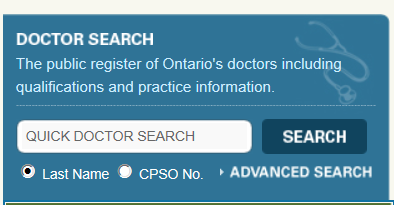 DOCTOR SEARCH
The public register of Ontario's doctors including
qualifications and practice information.
QUICK DOCTOR SEARCH SEARCH
Last Name CPSO No. ADVANCED SEARCH